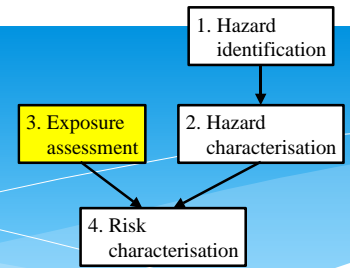 1. Hazard
identification
3. Exposure
assessment
2. Hazard
characterisation
4. Risk
characterisation